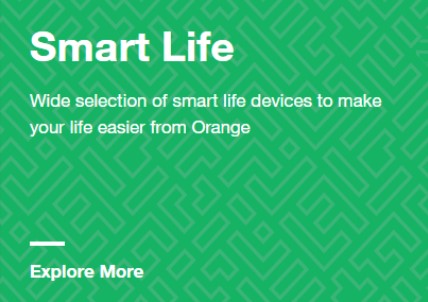 Smart Life
Wide selection of smart life devices to make
your life easier from Orange
Explore More